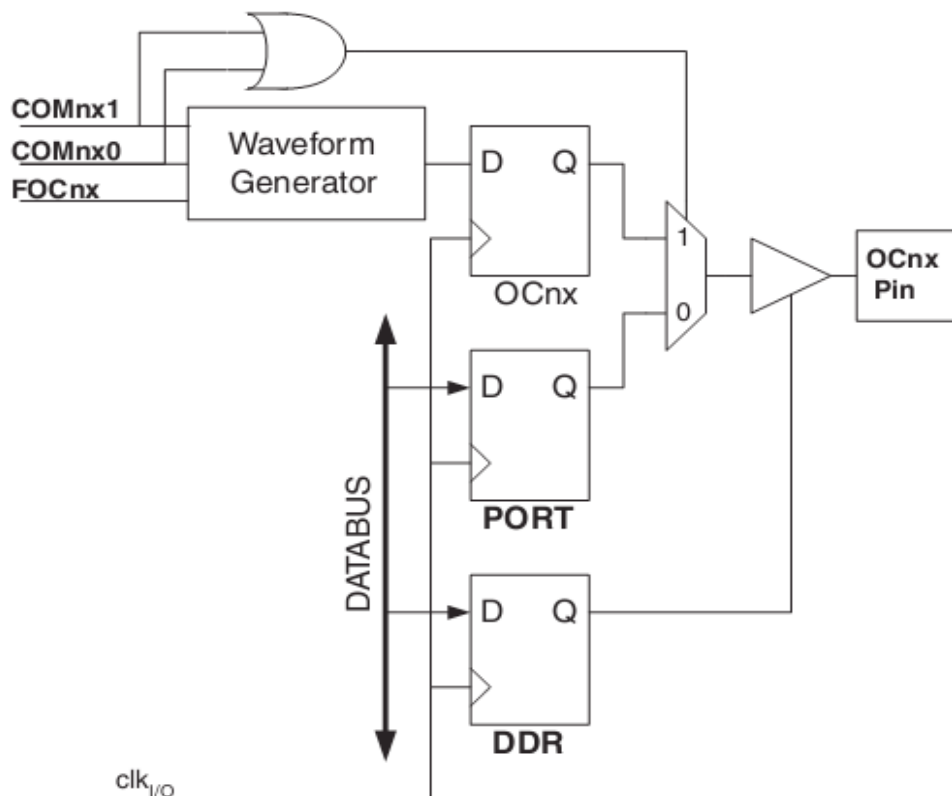 COMnx1
COMnx0
FOCnx
Waveform
Generator
D Q
OCnx
1
0
OCnx
Pin
D Q
PORT
DATABUS
D Q
DDR
clkI/O